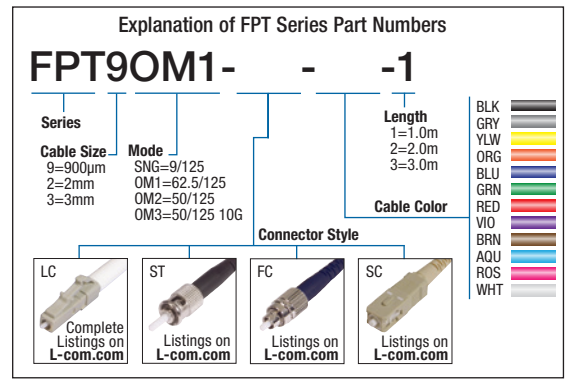 Explanation of FPT Series Part Numbers
FPT9OM1- - -1
Series
Cable Size
9=900µm
2=2mm
3=3mm
Mode
SNG=9/125
OM1=62.5/125
OM2=50/125
OM3=50/125 10G
Length
1=1.0m
2=2.0m
3=3.0m
Cable Color
BLK
GRY
YLW
ORG
BLU
GRN
RED
VIO
BRN
AQU
ROS
WHT
Connector Style
LC
Complete
Listings on
L-com.com
ST
Listings on
L-com.com
FC
Listings on
L-com.com
SC
Listings on
L-com.com